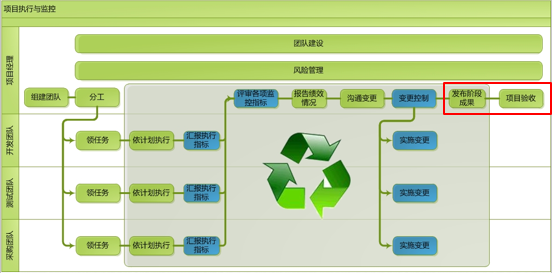 项目执行与监控
团队建设
风险管理
项目经理
组建团队
分工
评审各项监
控指标
报告绩效
情况
沟通变更
变更控制
发布阶段
成果
项目验收
开发团队
领任务
依计划执行
汇报执行
指标
实施变更
测试团队
领任务
依计划执行
汇报执行
指标
实施变更
采购团队
领任务
依计划执行
汇报执行
指标
实施变更